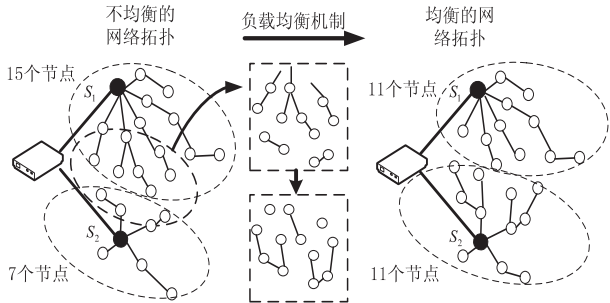 不均衡的
网络拓扑
负载均衡机制
均衡的网
络拓扑
15个节点
S1
S2
7个节点
11个节点
S1
S2
11个节点